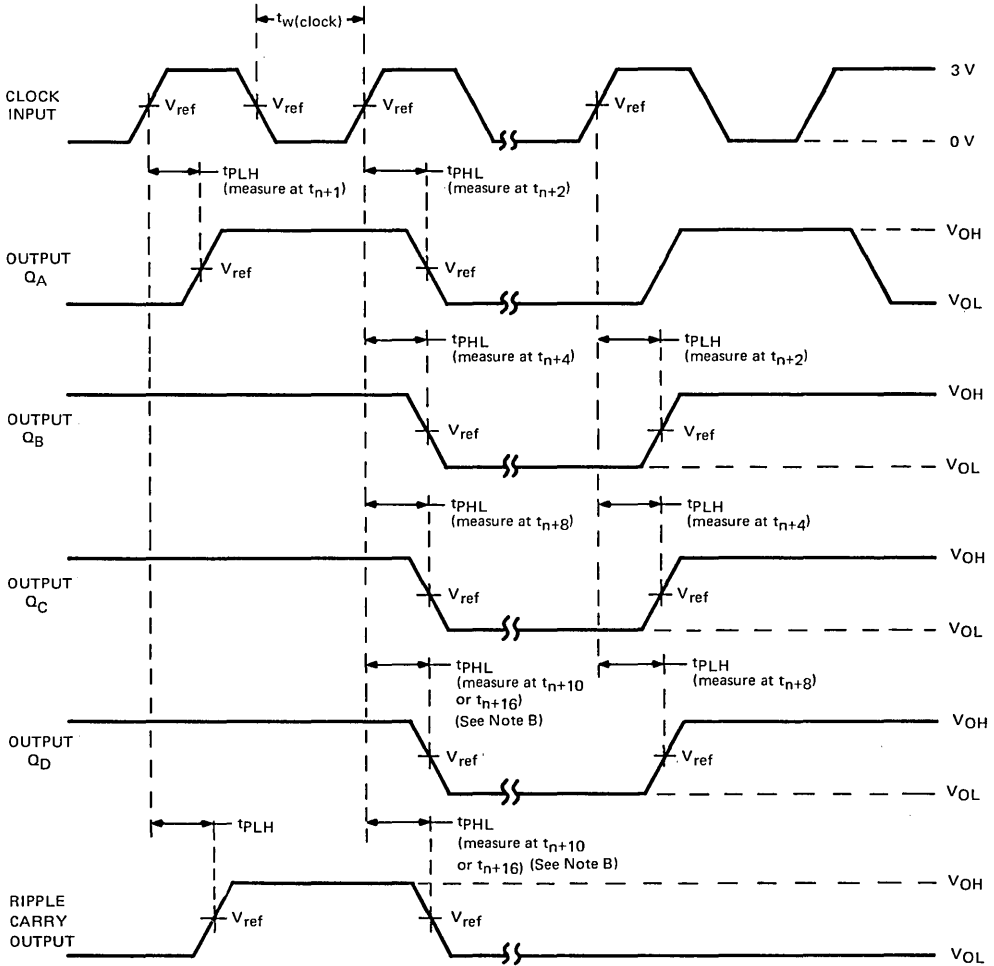 tw(clock)
3 V
CLOCK
INPUT
Vref
Vref
Vref
Vref
0 V
tPLH
(measure at tn+1)
tPHL
(measure at tn+2)
VOH
OUTPUT
QA
Vref
Vref
VOL
tPHL
(measure at tn+4)
tPLH
(measure at tn+2)
VOH
OUTPUT
QB
Vref
Vref
VOL
tPHL
(measure at tn+8)
tPLH
(measure at tn+4)
VOH
OUTPUT
QC
Vref
Vref
VOL
tPHL
(measure at tn+10
or tn+16)
(See Note B)
tPLH
(measure at tn+8)
VOH
OUTPUT
QD
Vref
Vref
VOL
tPLH
tPHL
(measure at tn+10
or tn+16) (See Note B)
VOH
RIPPLE
CARRY
OUTPUT
Vref
Vref
VOL